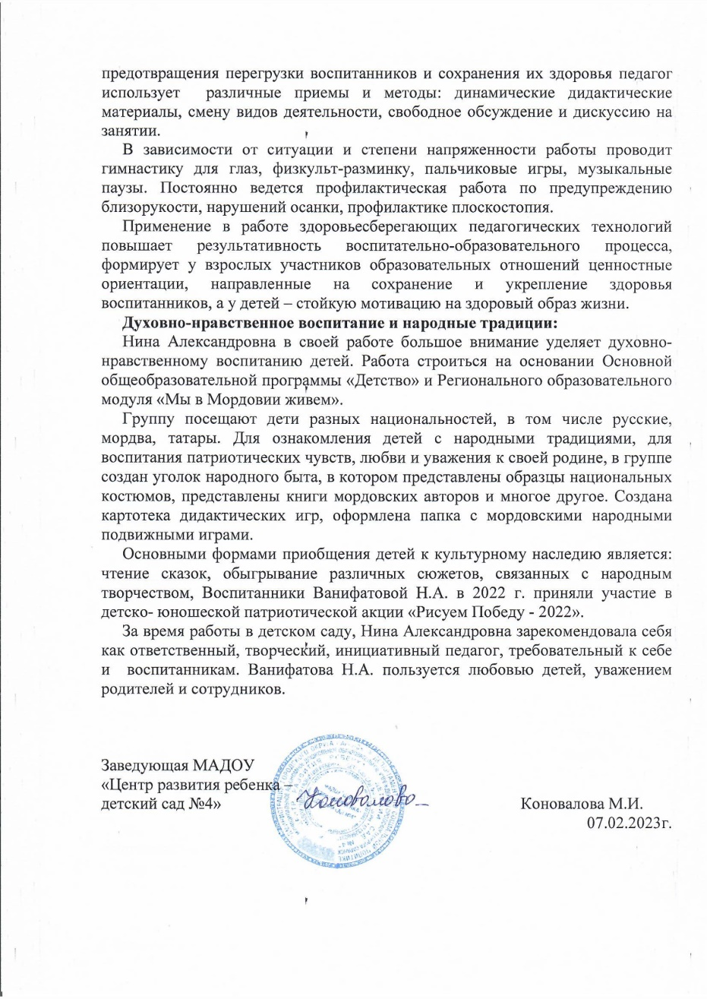 предотвращения перегрузки воспитанников и сохранения их здоровья педагог
использует различные приемы и методы: динамические дидактические
материалы, смену видов деятельности, свободное обсуждение и дискуссию на
занятии.
В зависимости от ситуации и степени напряженности работы проводит
гимнастику для глаз, физкульт-разминку, пальчиковые игры, музыкальные
паузы. Постоянно ведется профилактическая работа по предупреждению
близорукости, нарушений осанки, профилактике плоскостопия.
Применение в работе здоровьесберегающих педагогических технологий
повышает результативность воспитательно-образовательного процесса,
формирует у взрослых участников образовательных отношений ценностные
ориентации, направленные на сохранение и укрепление здоровья
воспитанников, а у детей – стойкую мотивацию на здоровый образ жизни.
Духовно-нравственное воспитание и народные традиции:
Нина Александровна в своей работе большое внимание уделяет духовно-
нравственному воспитанию детей. Работа строиться на основании Основной
общеобразовательной программы «Детство» и Регионального образовательного
модуля «Мы в Мордовии живем».
Группу посещают дети разных национальностей, в том числе русские,
мордва, татары. Для ознакомления детей с народными традициями, для
воспитания патриотических чувств, любви и уважения к своей родине, в группе
создан уголок народного быта, в котором представлены образцы национальных
костюмов, представлены книги мордовских авторов и многое другое. Создана
картотека дидактических игр, оформлена папка с мордовскими народными
подвижными играми.
Основными формами приобщения детей к культурному наследию является:
чтение сказок, обыгрывание различных сюжетов, связанных с народным
творчеством, Воспитанники Ванифатовой Н.А. в 2022 г. приняли участие в
детско- юношеской патриотической акции «Рисуем Победу - 2022».
За время работы в детском саду, Нина Александровна зарекомендовала себя
как ответственный, творческий, инициативный педагог, требовательный к себе
и воспитанникам. Ванифатова Н.А. пользуется любовью детей, уважением
родителей и сотрудников.
Заведующая МАДОУ
«Центр развития ребенка –
детский сад №4» Коновалова М.И.
07.02.2023г.